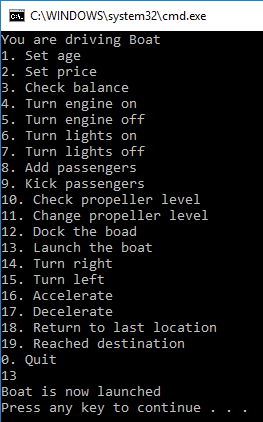 C:\WINDOWS\system32\cmd.exe
You are driving Boat
1. Set age
2. Set price
3. Check balance
4. Turn engine on
5. Turn engine off
6. Turn lights on
7. Turn lights off
8. Add passengers
9. Kick passengers
10. Check propeller level
11. Change propeller level
12. Dock the boad
13. Launch the boat
14. Turn right
15. Turn left
16. Accelerate
17. Decelerate
18. Return to last location
19. Reached destination
0. Quit
13
Boat is now launched
Press any key to continue . . .